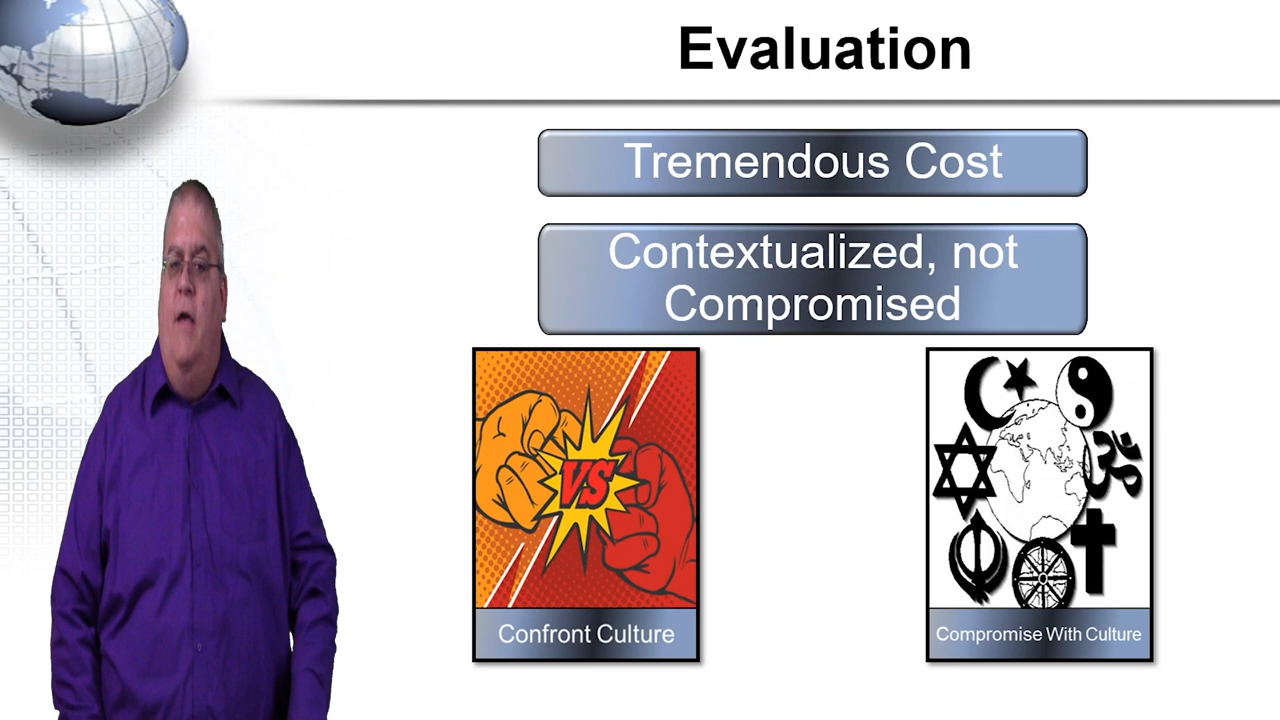 Evaluation
Tremendous Cost
Contextualized, not
Compromised
VS
Confront Culture
Compromise With Culture